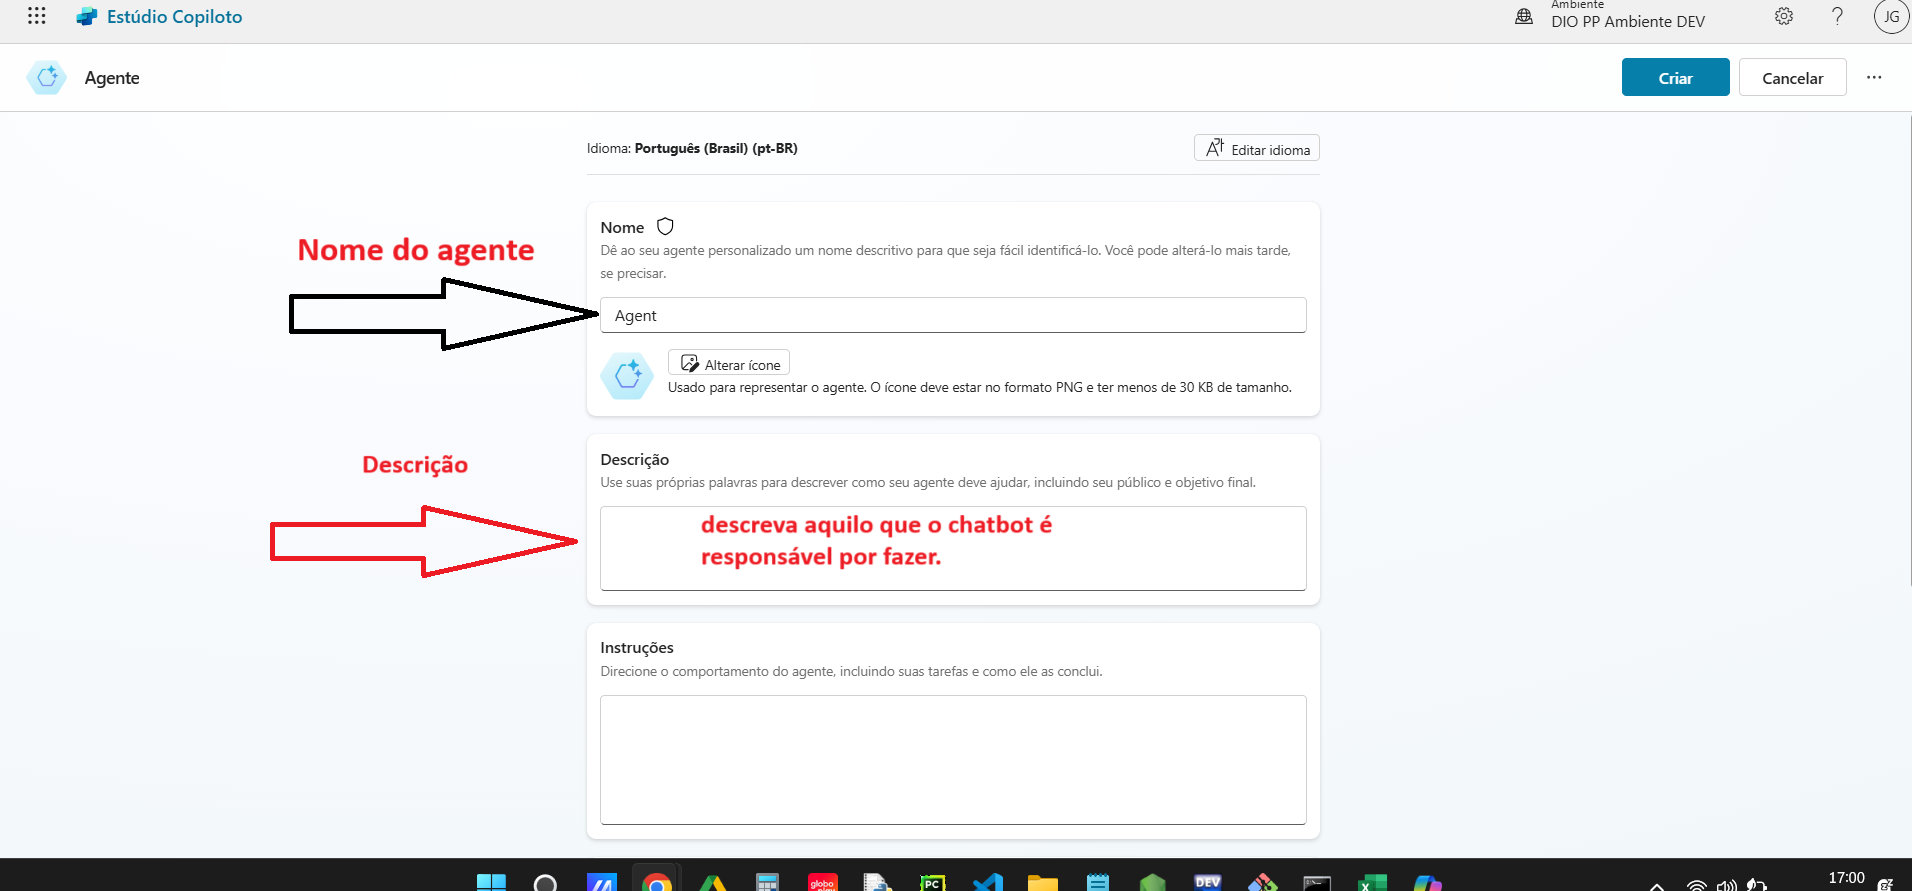 Ambiente
Estúdio Copiloto
DIO PP Ambiente DEV
JG
Agente
Criar
Cancelar
Idioma: Português (Brasil) (pt-BR)
Editar idioma
Nome
Dê ao seu agente personalizado um nome descritivo para que seja fácil identificá-lo. Você pode alterá-lo mais tarde,
se precisar.
Nome do agente
Agent
Alterar ícone
Usado para representar o agente. O ícone deve estar no formato PNG e ter menos de 30 KB de tamanho.
Descrição
Descrição
Use suas próprias palavras para descrever como seu agente deve ajudar, incluindo seu público e objetivo final.
descreva aquilo que o chatbot é
responsável por fazer.
Instruções
Direcione o comportamento do agente, incluindo suas tarefas e como ele as conclui.
globo
PC
DEV
17:00